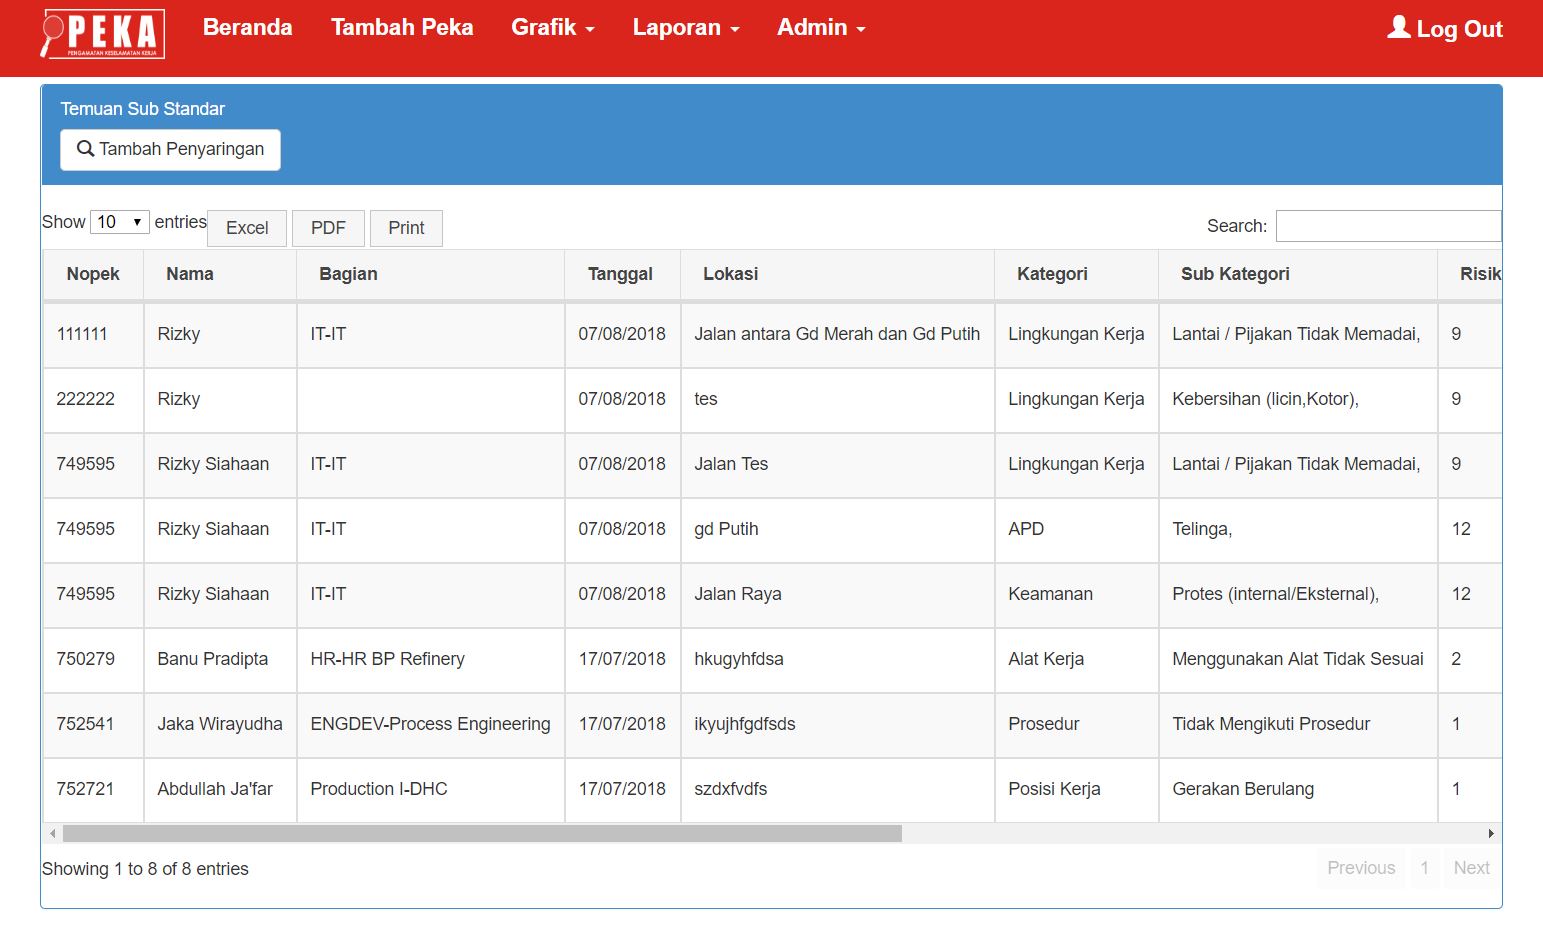 PEKA
PENGAMATAN KESELAMATAN KERJA
Beranda Tambah Peka Grafik Laporan Admin Log Out
Temuan Sub Standar
Tambah Penyaringan
Show 10 entries Excel PDF Print Search:
Nopek Nama Bagian Tanggal Lokasi Kategori Sub Kategori Risik
111111 Rizky IT-IT 07/08/2018 Jalan antara Gd Merah dan Gd Putih Lingkungan Kerja Lantai / Pijakan Tidak Memadai, 9
222222 Rizky 07/08/2018 tes Lingkungan Kerja Kebersihan (licin,Kotor), 9
749595 Rizky Siahaan IT-IT 07/08/2018 Jalan Tes Lingkungan Kerja Lantai / Pijakan Tidak Memadai, 9
749595 Rizky Siahaan IT-IT 07/08/2018 gd Putih APD Telinga, 12
749595 Rizky Siahaan IT-IT 07/08/2018 Jalan Raya Keamanan Protes (internal/Eksternal), 12
750279 Banu Pradipta HR-HR BP Refinery 17/07/2018 hkugyhfdsa Alat Kerja Menggunakan Alat Tidak Sesuai 2
752541 Jaka Wirayudha ENGDEV-Process Engineering 17/07/2018 ikyujhfgdfsds Prosedur Tidak Mengikuti Prosedur 1
752721 Abdullah Ja'far Production I-DHC 17/07/2018 szdxfvdfs Posisi Kerja Gerakan Berulang 1
Showing 1 to 8 of 8 entries Previous 1 Next